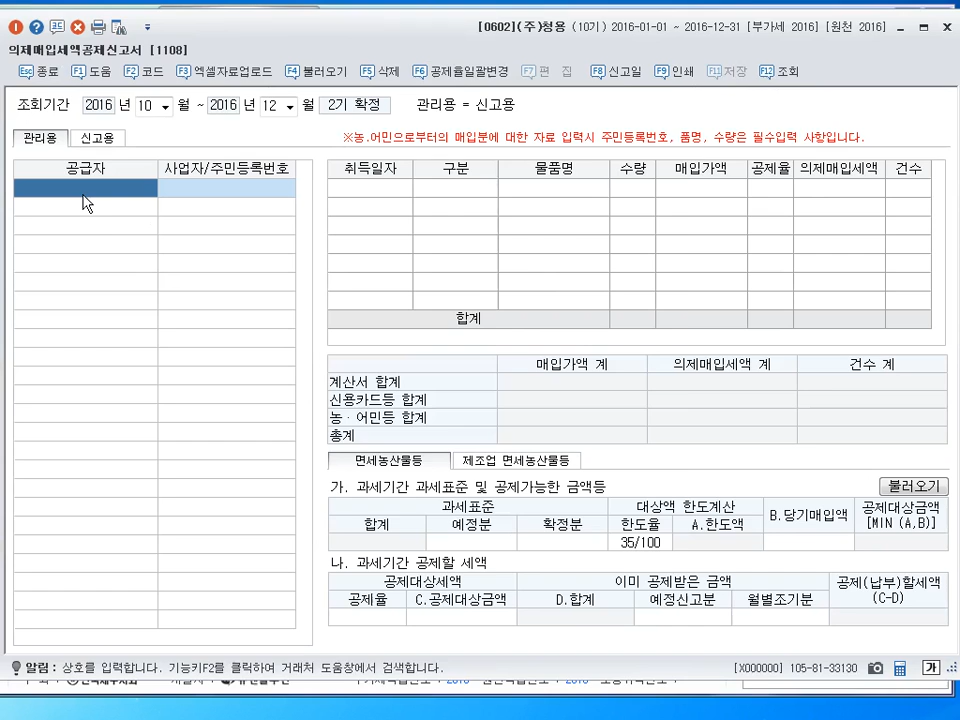 [0602](주)청용 (10기) 2016-01-01 ~ 2016-12-31 [부가세 2016] [원천 2016]
의제매입세액공제신고서 [1108]
Esc 종료 F1 도움 F2 코드 F3 엑셀자료업로드 F4 불러오기 F5 삭제 F6 공제율일괄변경 F7 편 집 F8 신고일 F9 인쇄 F11 저장 F12 조회
조회기간 2016 년 10 월 ~ 2016 년 12 월 2기 확정 관리용 = 신고용
관리용 신고용 ※농.어민으로부터의 매입분에 대한 자료 입력시 주민등록번호, 품명, 수량은 필수입력 사항입니다.
공급자 사업자/주민등록번호 취득일자 구분 물품명 수량 매입가액 공제율 의제매입세액 건수
합계
매입가액 계 의제매입세액 계 건수 계
계산서 합계
신용카드등 합계
농·어민등 합계
총계
면세농산물등 제조업 면세농산물등
가. 과세기간 과세표준 및 공제가능한 금액등 불러오기
과세표준 대상액 한도계산 B.당기매입액 공제대상금액
합계 예정분 확정분 한도율 A.한도액 [MIN (A,B)]
35/100
나. 과세기간 공제할 세액
공제대상세액 이미 공제받은 금액 공제(납부)할세액
공제율 C.공제대상금액 D.합계 예정신고분 월별조기분 (C-D)
알림 : 상호를 입력합니다. 기능키F2를 클릭하여 거래처 도움창에서 검색합니다. [X000000] 105-81-33130 가